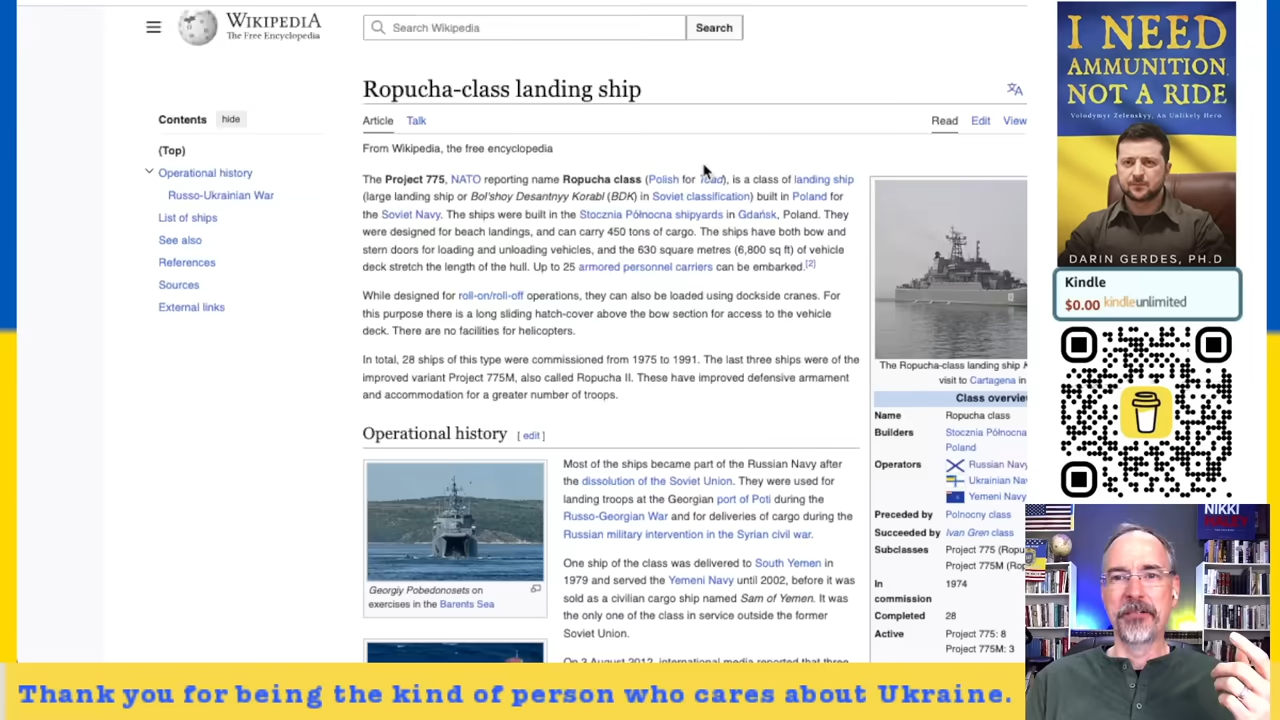 WIKIPEDIA
The Free Encyclopedia
Search Wikipedia
Search
Ropucha-class landing ship
Contents hide
(Top)
Operational history
Russo-Ukrainian War
List of ships
See also
References
Sources
External links
Article Talk
Read Edit View
From Wikipedia, the free encyclopedia
The Project 775, NATO reporting name Ropucha class (Polish for Toad), is a class of landing ship
(large landing ship or Bol'shoy Desantnyy Korabl (BDK) in Soviet classification) built in Poland for
the Soviet Navy. The ships were built in the Stocznia Północna shipyards in Gdańsk, Poland. They
were designed for beach landings, and can carry 450 tons of cargo. The ships have both bow and
stern doors for loading and unloading vehicles, and the 630 square metres (6,800 sq ft) of vehicle
deck stretch the length of the hull. Up to 25 armored personnel carriers can be embarked.[2]
While designed for roll-on/roll-off operations, they can also be loaded using dockside cranes. For
this purpose there is a long sliding hatch-cover above the bow section for access to the vehicle
deck. There are no facilities for helicopters.
In total, 28 ships of this type were commissioned from 1975 to 1991. The last three ships were of the
improved variant Project 775M, also called Ropucha II. These have improved defensive armament
and accommodation for a greater number of troops.
Operational history [ edit ]
Georgiy Pobedonosets on
exercises in the Barents Sea
Most of the ships became part of the Russian Navy after
the dissolution of the Soviet Union. They were used for
landing troops at the Georgian port of Poti during the
Russo-Georgian War and for deliveries of cargo during the
Russian military intervention in the Syrian civil war.
One ship of the class was delivered to South Yemen in
1979 and served the Yemeni Navy until 2002, before it was
sold as a civilian cargo ship named Sam of Yemen. It was
the only one of the class in service outside the former
Soviet Union.
On 3 August 2012, international media reported that three
The Ropucha-class landing ship
visit to Cartagena in
Class overvie
Name Ropucha class
Builders Stocznia Północna
Poland
Operators Russian Navy
Ukrainian Na
Yemeni Navy
Preceded by Polnocny class
Succeeded by Ivan Gren class
Subclasses Project 775 (Ropu
Project 775M (Rop
In 1974
commission
Completed 28
Active Project 775: 8
Project 775M: 3
I NEED
AMMUNITION,
NOT A RIDE
Volodymyr Zelenskyy, An Unlikely Hero
DARIN GERDES, PH.D
Kindle
$0.00 kindleunlimited
NIKKI
HALEY
Thank you for being the kind of person who cares about Ukraine.